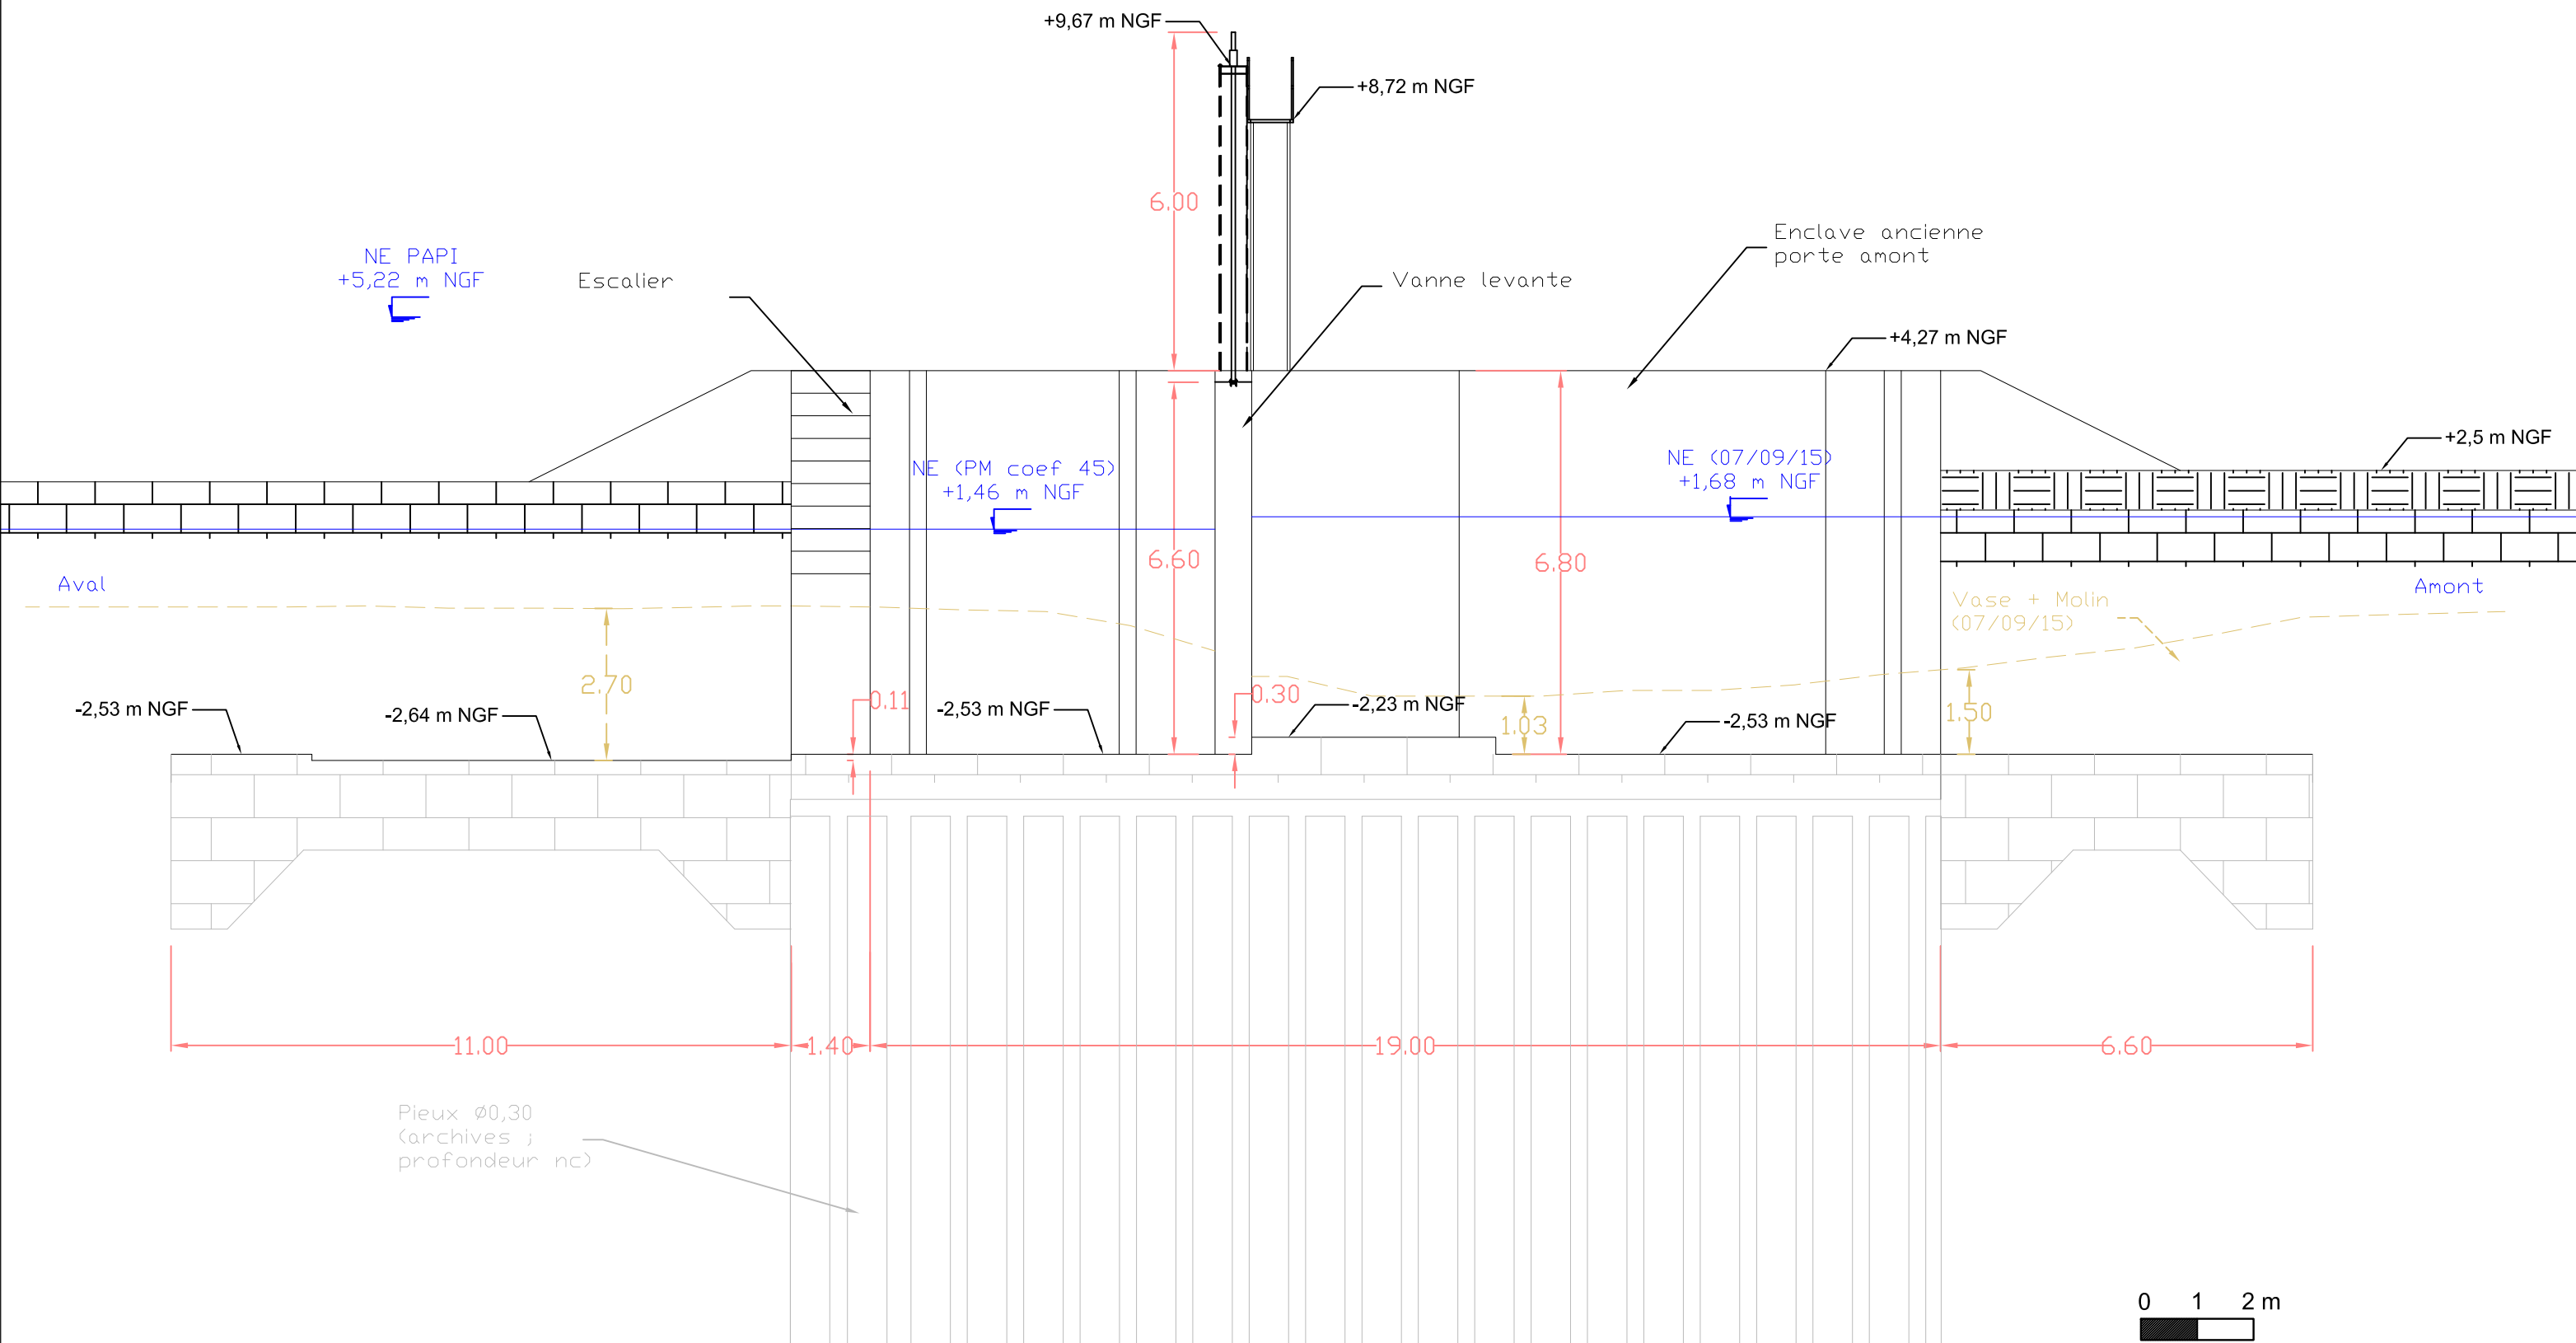 +9,67 m NGF
+8,72 m NGF
6.00
Enclave ancienne
porte amont
NE PAPI
+5,22 m NGF
Escalier
Vanne levante
+4,27 m NGF
+2,5 m NGF
NE (PM coef 45)
+1,46 m NGF
NE (07/09/15)
+1,68 m NGF
6.60
6.80
Aval
Amont
Vase + Molin
(07/09/15)
2.70
0.11
0.30
-2,53 m NGF
-2,64 m NGF
-2,53 m NGF
-2,23 m NGF
1.03
-2,53 m NGF
1.50
11.00
1.40
19.00
6.60
Pieux Ø0,30
(archives ;
profondeur nc)
0 1 2 m